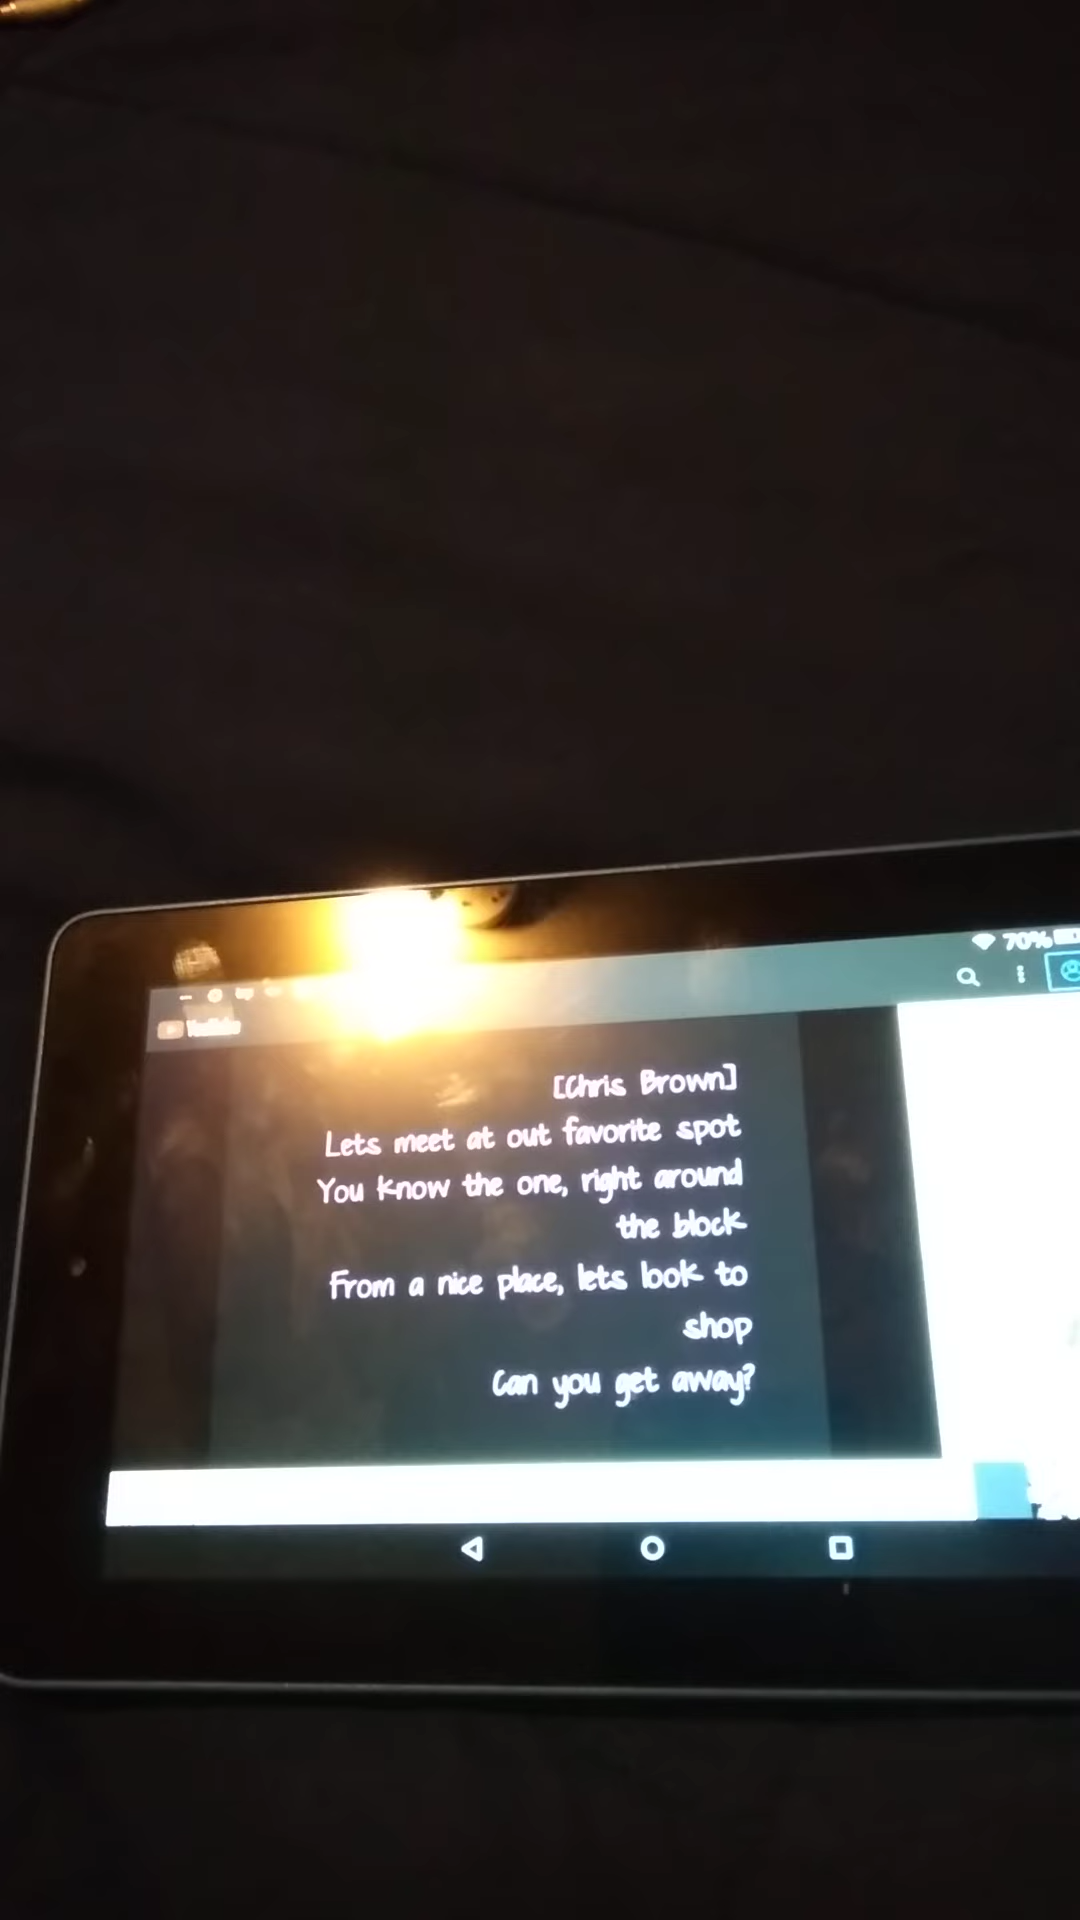 70%
YouTube
[Chris Brown]
Lets meet at out favorite spot
You know the one, right around
the block
From a nice place, lets look to
shop
Can you get away?